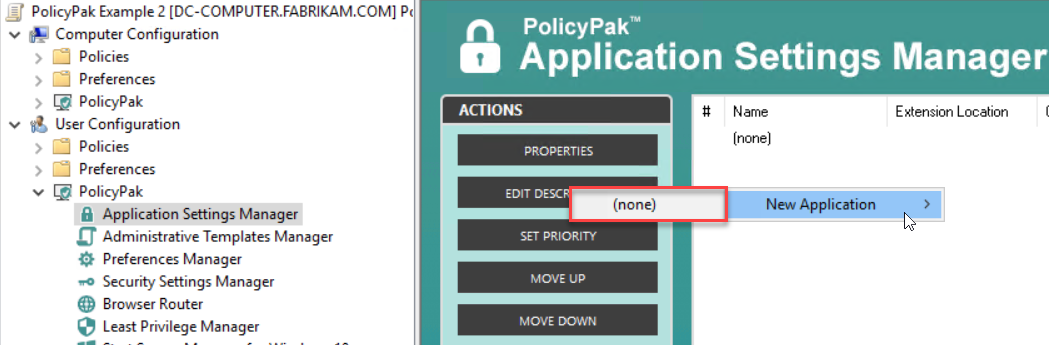 PolicyPak Example 2 [DC-COMPUTER.FABRIKAM.COM] Po
Computer Configuration
Policies
Preferences
PolicyPak
User Configuration
Policies
Preferences
PolicyPak
Application Settings Manager
Administrative Templates Manager
Preferences Manager
Security Settings Manager
Browser Router
Least Privilege Manager
PolicyPak™
Application Settings Manager
ACTIONS
PROPERTIES
EDIT DESCR
SET PRIORITY
MOVE UP
MOVE DOWN
# Name Extension Location
(none)
(none)
New Application